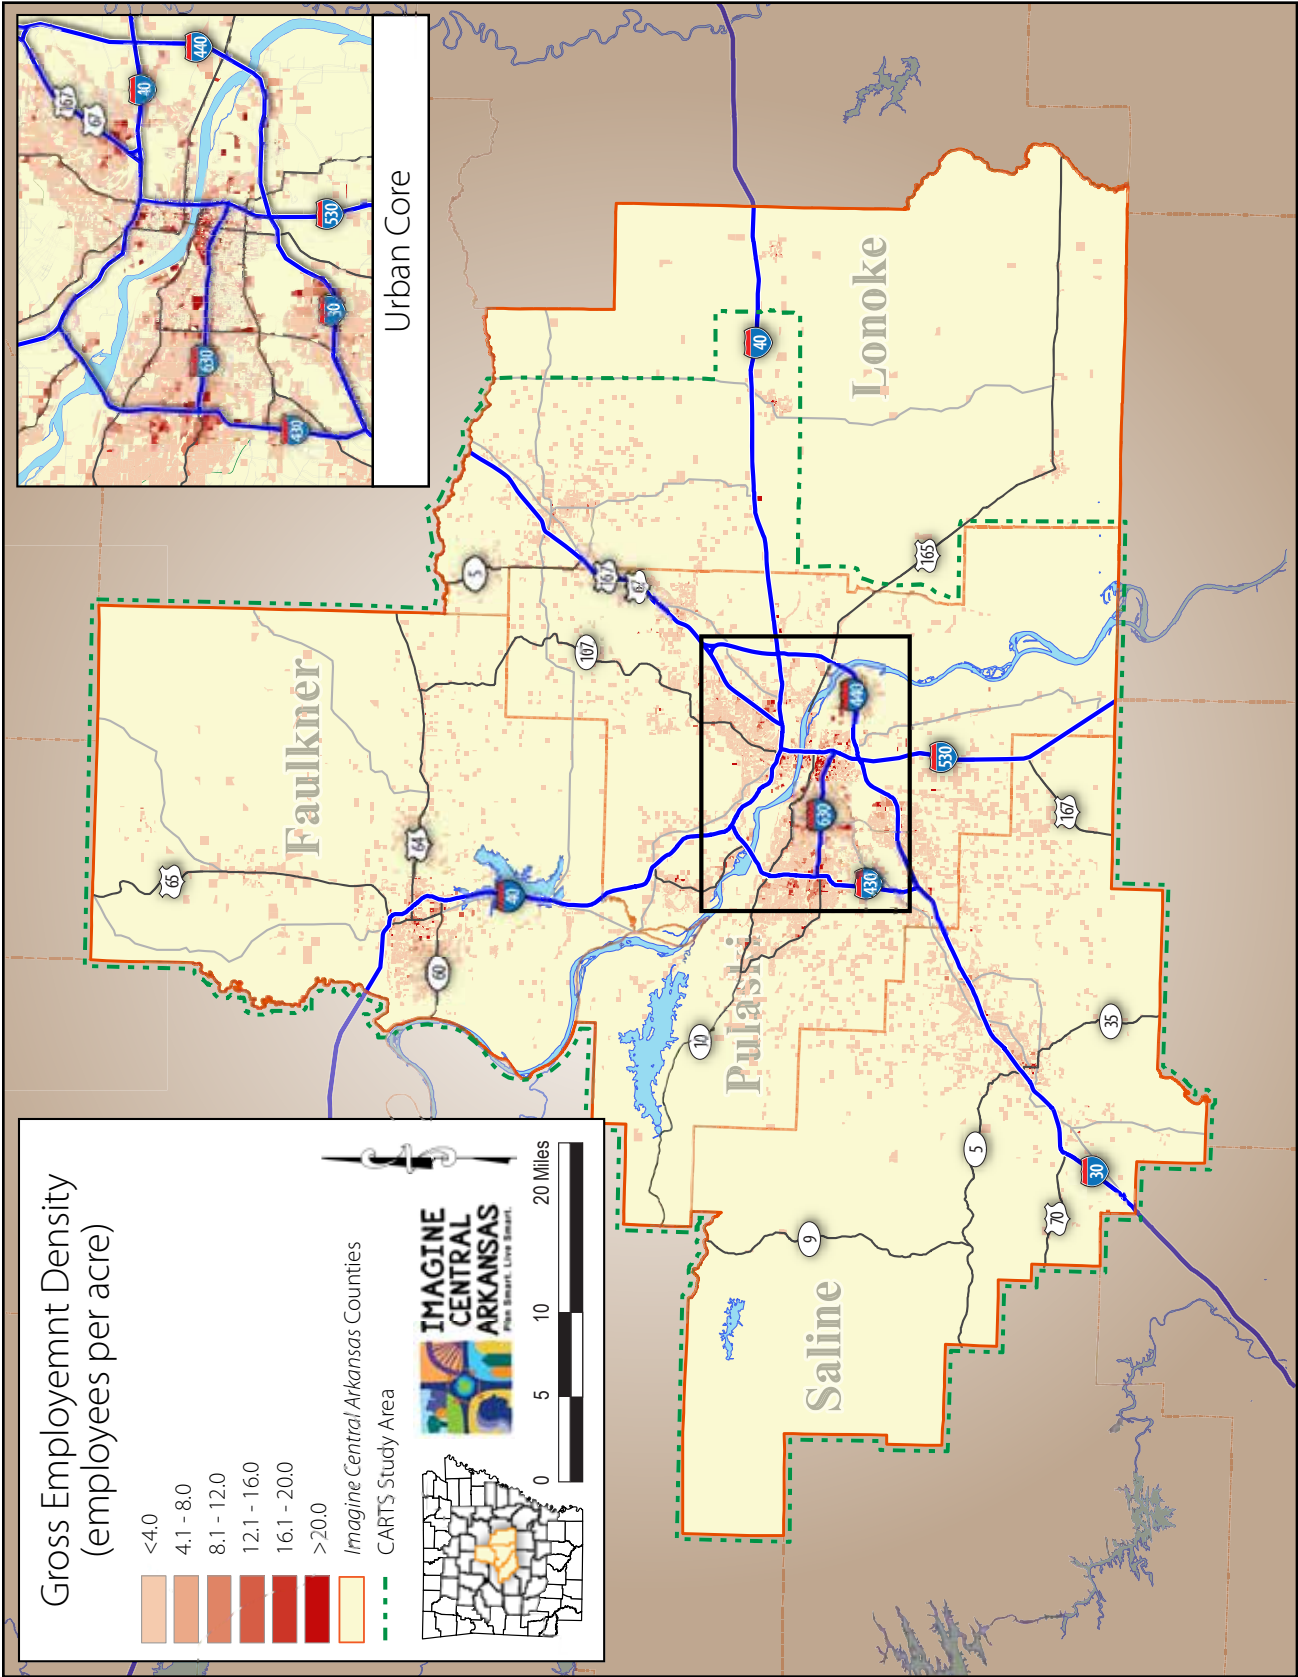 Gross Employemnt Density
(employees per acre)
<4.0
4.1 - 8.0
8.1 - 12.0
12.1 - 16.0
16.1 - 20.0
>20.0
Imagine Central Arkansas Counties
CARTS Study Area
IMAGINE
CENTRAL
ARKANSAS
Plan Smart. Live Smart.
0 5 10 20 Miles
Urban Core
440
40
167
67
530
30
630
430
Faulkner
65
64
40
60
5
107
167
67
Lonoke
40
165
440
530
630
430
167
Pulaski
10
Saline
9
5
35
70
30